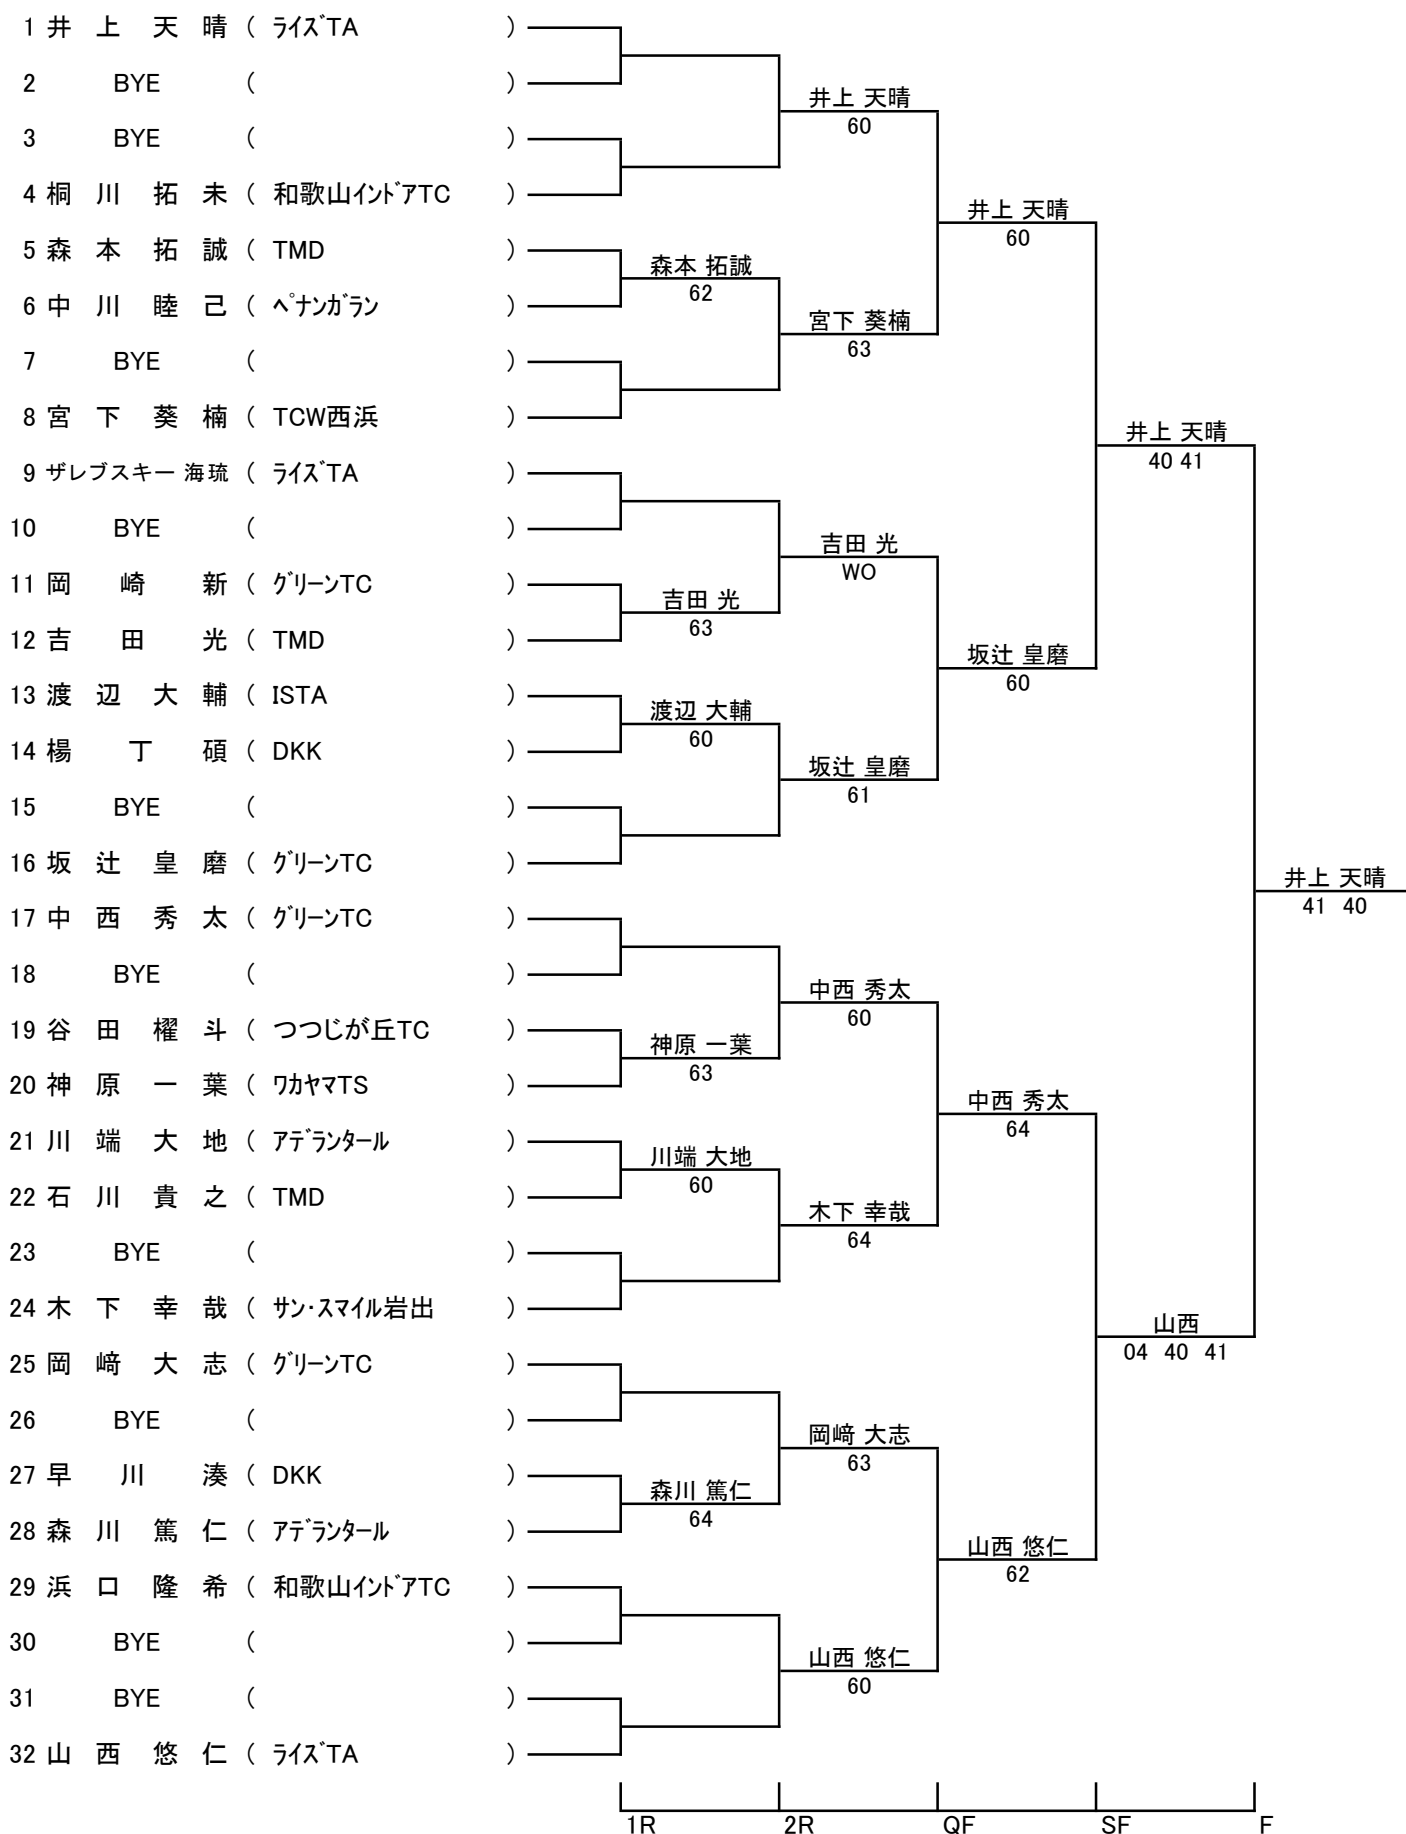 1 井 上 天 晴 ( ライズTA )
2 BYE ( )
井上 天晴
60
3 BYE ( )
4 桐 川 拓 未 ( 和歌山インドアTC )
井上 天晴
60
5 森 本 拓 誠 ( TMD )
森本 拓誠
62
6 中 川 睦 己 ( ペナンガラン )
宮下 葵楠
63
7 BYE ( )
8 宮 下 葵 楠 ( TCW西浜 )
井上 天晴
40 41
9 ザレブスキー 海琉 ( ライズTA )
10 BYE ( )
吉田 光
WO
11 岡 崎 新 ( グリーンTC )
吉田 光
63
12 吉 田 光 ( TMD )
坂辻 皇磨
60
13 渡 辺 大 輔 ( ISTA )
渡辺 大輔
60
14 楊 丁 碩 ( DKK )
坂辻 皇磨
61
15 BYE ( )
16 坂 辻 皇 磨 ( グリーンTC )
井上 天晴
41 40
17 中 西 秀 太 ( グリーンTC )
18 BYE ( )
中西 秀太
60
19 谷 田 櫂 斗 ( つつじが丘TC )
神原 一葉
63
20 神 原 一 葉 ( ワカヤマTS )
中西 秀太
64
21 川 端 大 地 ( アデランタール )
川端 大地
60
22 石 川 貴 之 ( TMD )
木下 幸哉
64
23 BYE ( )
24 木 下 幸 哉 ( サン・スマイル岩出 )
山西
04 40 41
25 岡 﨑 大 志 ( グリーンTC )
26 BYE ( )
岡﨑 大志
63
27 早 川 湊 ( DKK )
森川 篤仁
64
28 森 川 篤 仁 ( アデランタール )
山西 悠仁
62
29 浜 口 隆 希 ( 和歌山インドアTC )
30 BYE ( )
山西 悠仁
60
31 BYE ( )
32 山 西 悠 仁 ( ライズTA )
1R 2R QF SF F